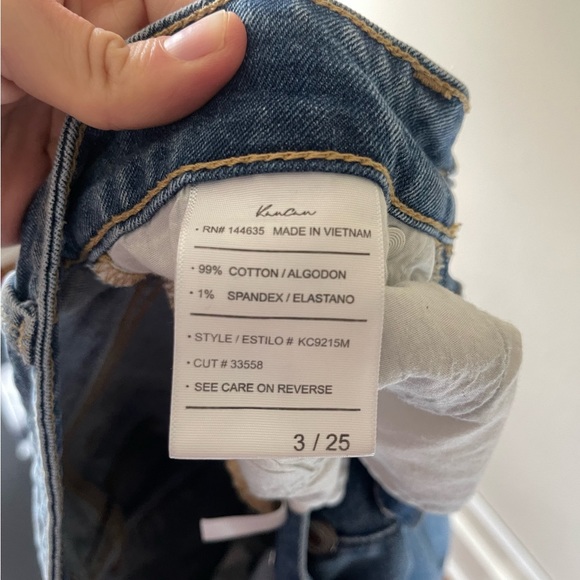 KanCan
• RN# 144635 MADE IN VIETNAM
• 99% COTTON / ALGODON
• 1% SPANDEX / ELASTANO
• STYLE / ESTILO # KC9215M
• CUT # 33558
• SEE CARE ON REVERSE
3 / 25